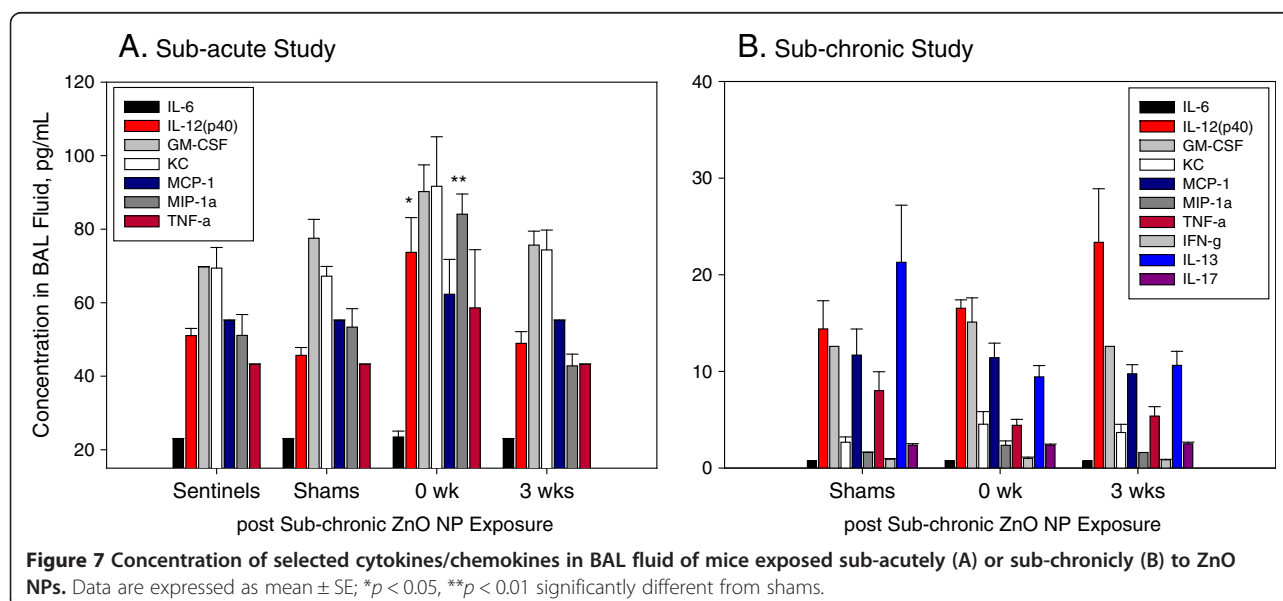 A. Sub-acute Study
Concentration in BAL Fluid, pg/mL
120
100
80
60
40
20
IL-6
IL-12(p40)
GM-CSF
KC
MCP-1
MIP-1a
TNF-a
*
**
Sentinels Shams 0 wk 3 wks
post Sub-chronic ZnO NP Exposure
B. Sub-chronic Study
40
30
20
10
0
IL-6
IL-12(p40)
GM-CSF
KC
MCP-1
MIP-1a
TNF-a
IFN-g
IL-13
IL-17
Shams 0 wk 3 wks
post Sub-chronic ZnO NP Exposure
Figure 7 Concentration of selected cytokines/chemokines in BAL fluid of mice exposed sub-acutely (A) or sub-chronicly (B) to ZnO
NPs. Data are expressed as mean ± SE; *p < 0.05, **p < 0.01 significantly different from shams.